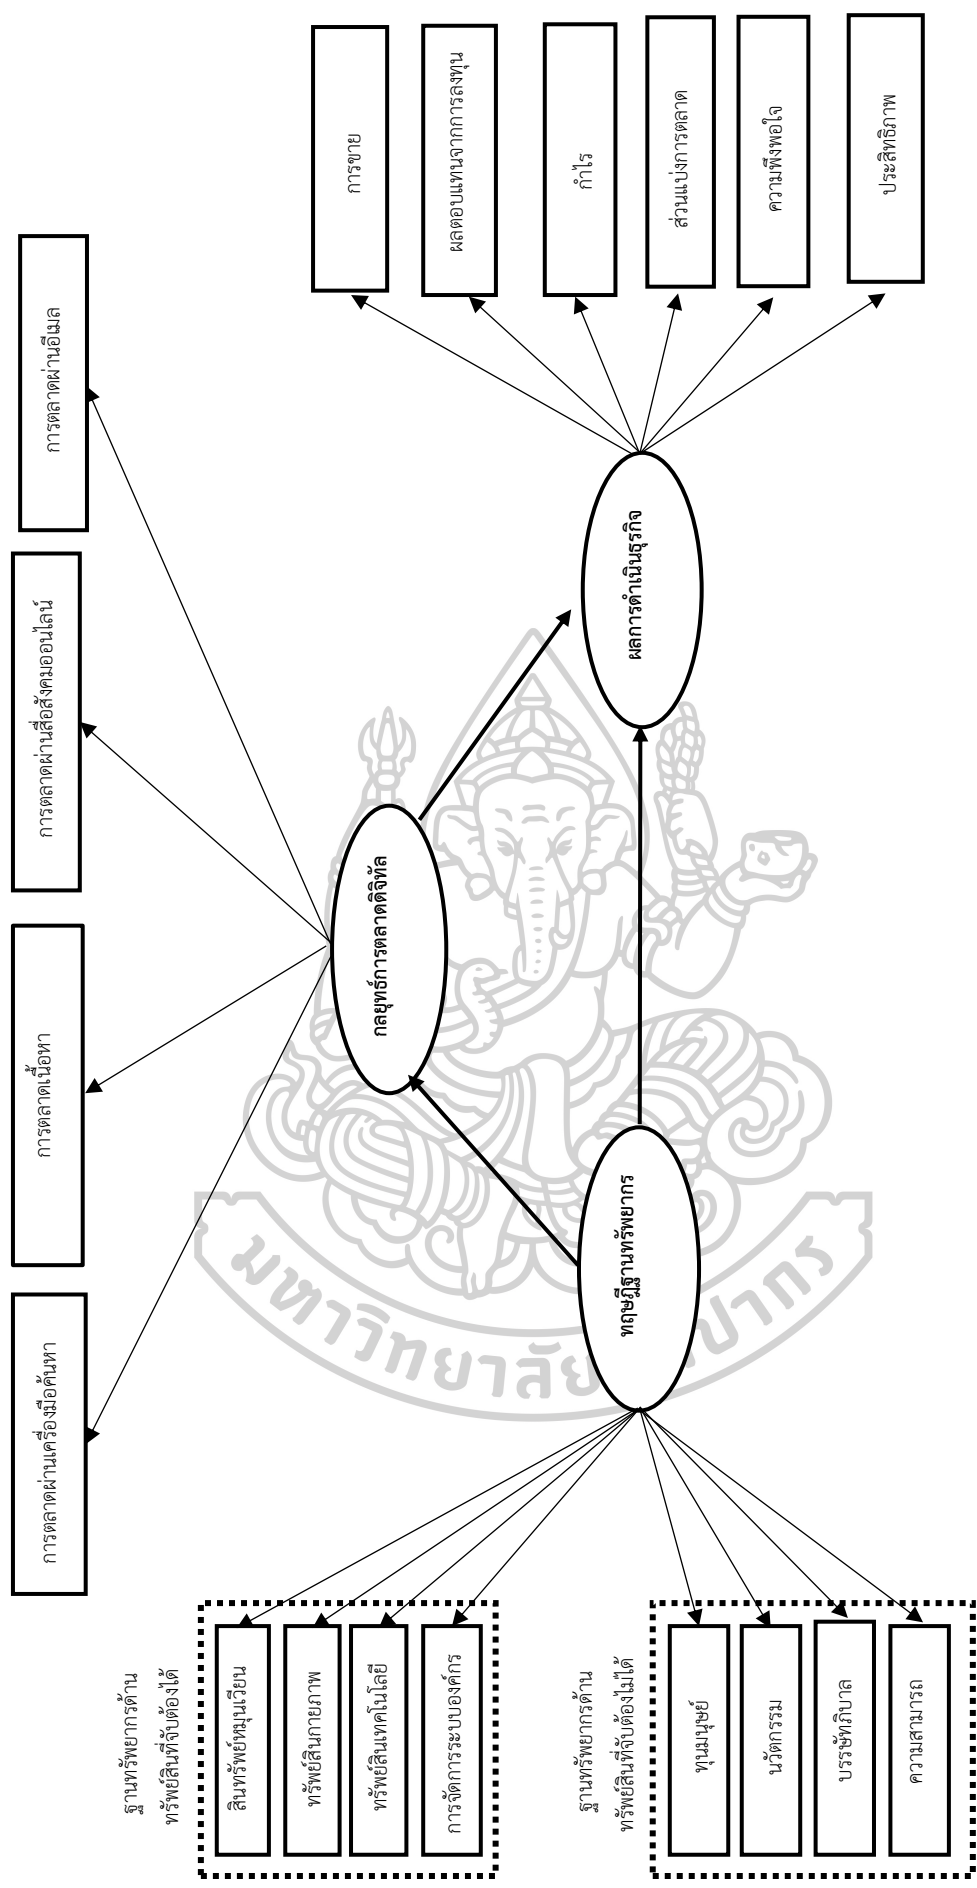 การตลาดผ่านเครื่องมือค้นหา
การตลาดเนื้อหา
การตลาดผ่านสื่อสังคมออนไลน์
การตลาดผ่านอีเมล
ฐานทรัพยากรด้าน
ทรัพย์สินที่จับต้องได้
สินทรัพย์หมุนเวียน
ทรัพย์สินกายภาพ
ทรัพย์สินเทคโนโลยี
การจัดการระบบองค์กร
กลยุทธ์การตลาดดิจิทัล
การขาย
ผลตอบแทนจากการลงทุน
กำไร
ส่วนแบ่งการตลาด
ความพึงพอใจ
ประสิทธิภาพ
ฐานทรัพยากรด้าน
ทรัพย์สินที่จับต้องไม่ได้
ทุนมนุษย์
นวัตกรรม
บรรษัทภิบาล
ความสามารถ
ทฤษฎีฐานทรัพยากร
ผลการดำเนินธุรกิจ
มหาวิทยาลัย
ปากร